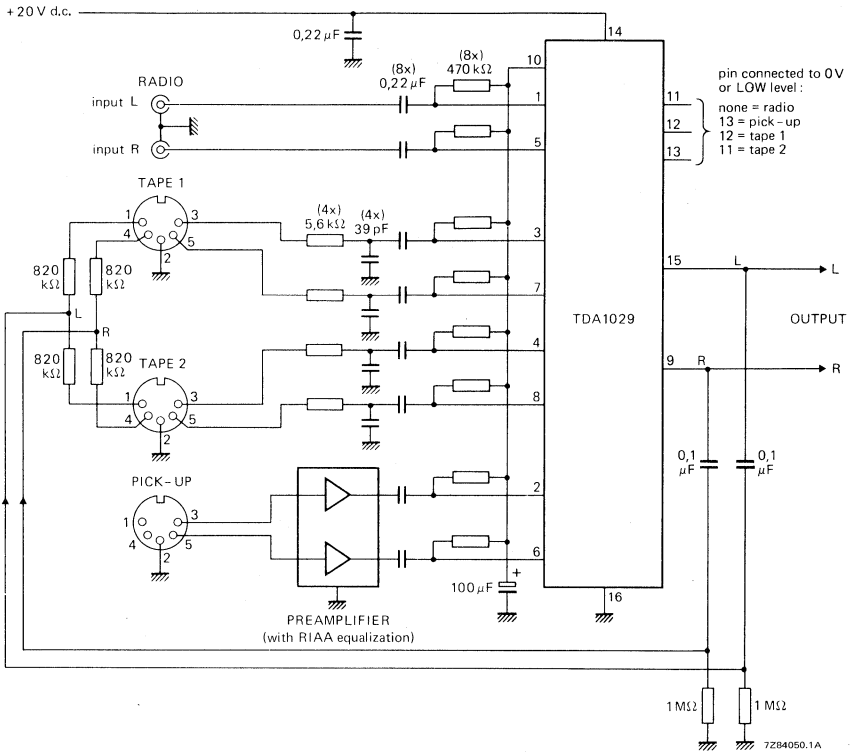 +20 V d.c.
0,22 µF
14
(8x)
0,22 µF
(8x)
470 kΩ
10
RADIO
input L
1
input R
5
pin connected to 0 V
or LOW level :
none = radio
13 = pick-up
12 = tape 1
11 = tape 2
11
12
13
TAPE 1
1
3
4
5
2
(4x)
5,6 kΩ
(4x)
39 pF
3
820
kΩ
820
kΩ
7
L
R
15
L
L
TDA1029
OUTPUT
820
kΩ
820
kΩ
TAPE 2
1
3
4
5
2
4
8
9
R
R
PICK-UP
1
3
4
5
2
2
6
0,1
µF
0,1
µF
100 µF
+
16
PREAMPLIFIER
(with RIAA equalization)
1 MΩ
1 MΩ
7Z84050.1A